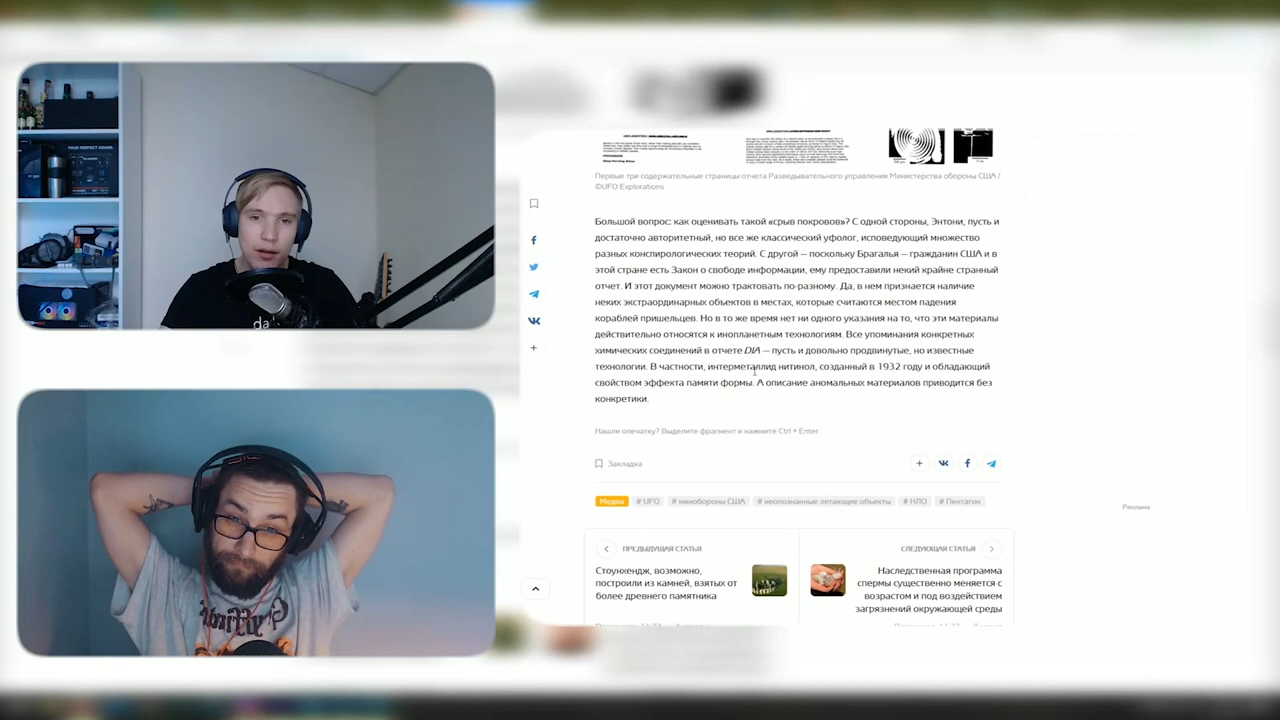 YOUR PERFECT SOUND.
da
Первые три содержательные страницы отчета Разведывательного управления Министерства обороны США /
©UFO Explorations
Большой вопрос: как оценивать такой «срыв покровов»? С одной стороны, Энтони, пусть и
достаточно авторитетный, но все же классический уфолог, исповедующий множество
разных конспирологических теорий. С другой — поскольку Брагалья — гражданин США и в
этой стране есть Закон о свободе информации, ему предоставили некий крайне странный
отчет. И этот документ можно трактовать по-разному. Да, в нем признается наличие
неких экстраординарных объектов в местах, которые считаются местом падения
кораблей пришельцев. Но в то же время нет ни одного указания на то, что эти материалы
действительно относятся к инопланетным технологиям. Все упоминания конкретных
химических соединений в отчете DIA — пусть и довольно продвинутые, но известные
технологии. В частности, интерметаллид нитинол, созданный в 1932 году и обладающий
свойством эффекта памяти формы. А описание аномальных материалов приводится без
конкретики.
Нашли опечатку? Выделите фрагмент и нажмите Ctrl + Enter.
Закладка
Медиа # UFO # минобороны США # неопознанные летающие объекты # НЛО # Пентагон
Реклама
ПРЕДЫДУЩАЯ СТАТЬЯ
Стоунхендж, возможно,
построили из камней, взятых от
более древнего памятника
СЛЕДУЮЩАЯ СТАТЬЯ
Наследственная программа
спермы существенно меняется с
возрастом и под воздействием
загрязнений окружающей среды